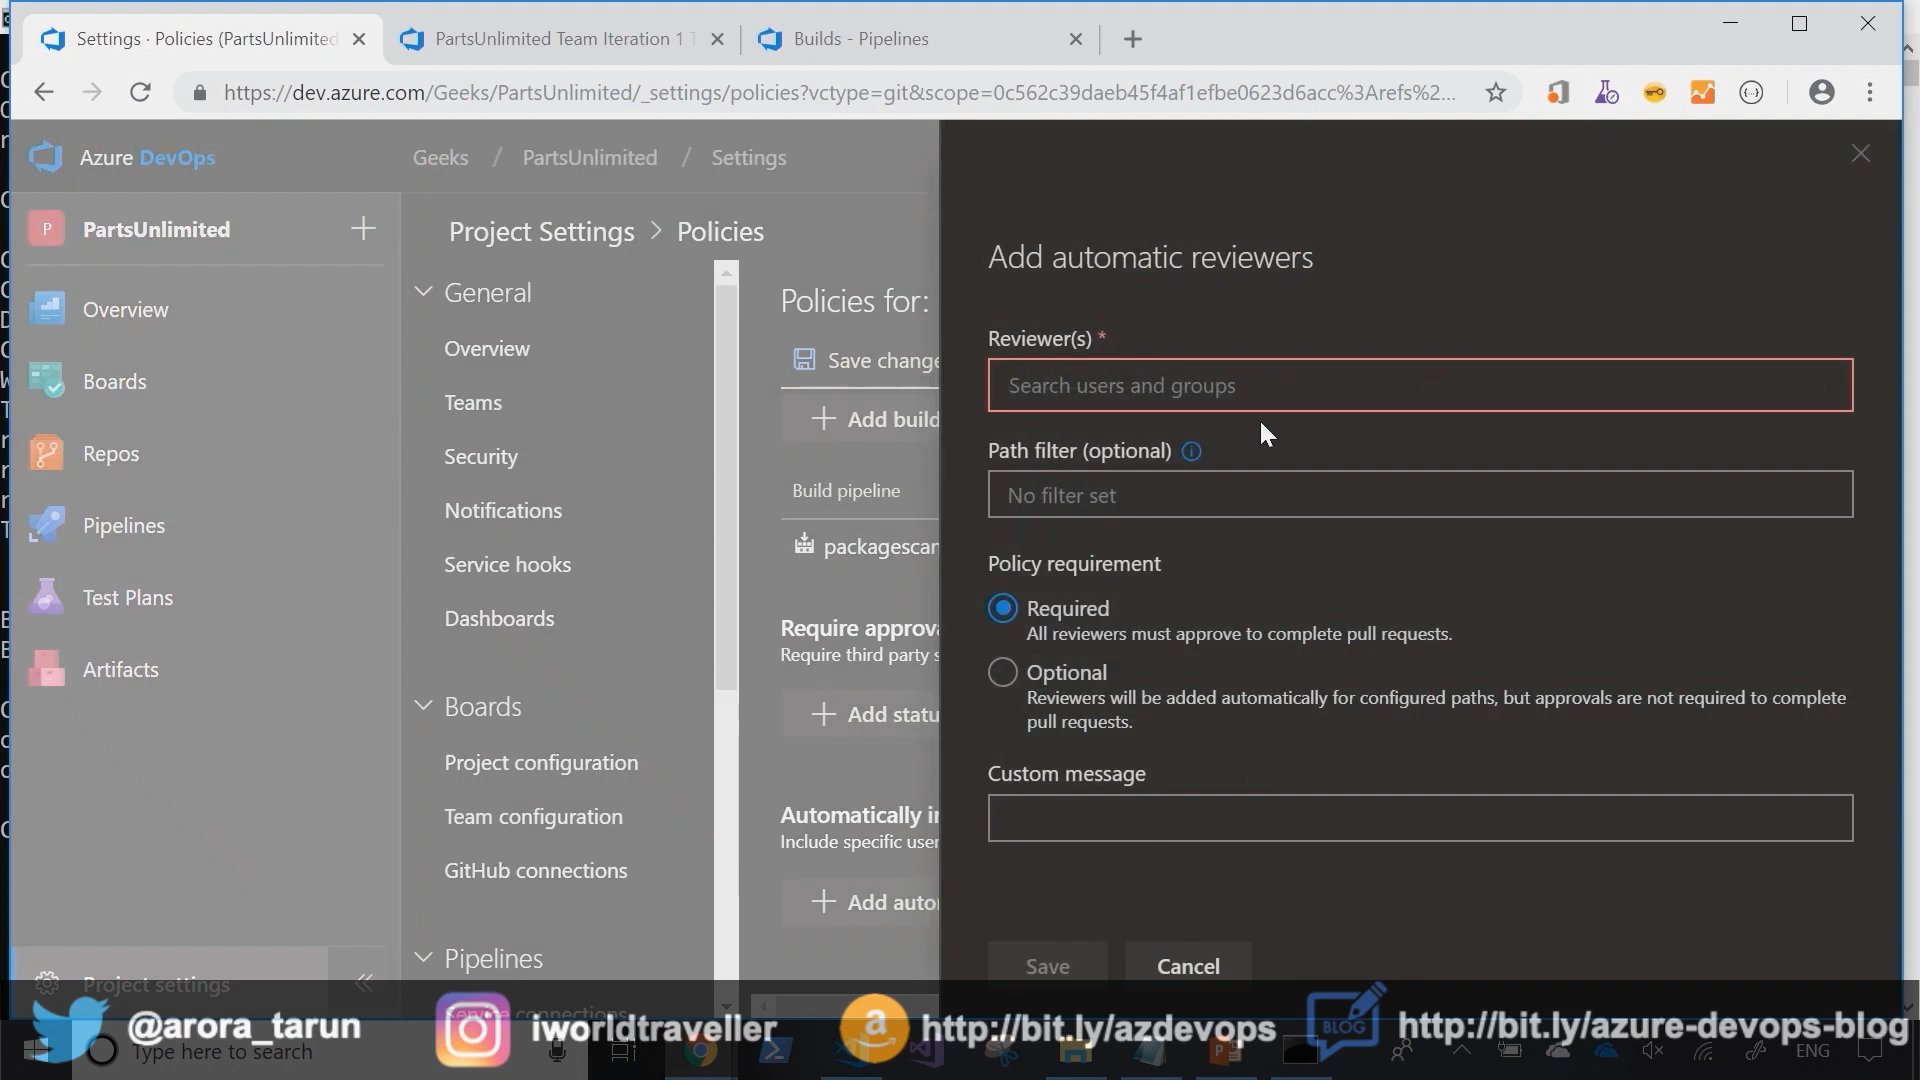 Settings · Policies (PartsUnlimited
PartsUnlimited Team Iteration 1 T
Builds - Pipelines
https://dev.azure.com/Geeks/PartsUnlimited/_settings/policies?vctype=git&scope=0c562c39daeb45f4af1efbe0623d6acc%3Arefs%2...
Azure DevOps
Geeks / PartsUnlimited / Settings
P PartsUnlimited
Overview
Boards
Repos
Pipelines
Test Plans
Artifacts
Project settings
Project Settings > Policies
General
Overview
Teams
Security
Notifications
Service hooks
Dashboards
Boards
Project configuration
Team configuration
GitHub connections
Pipelines
Service connections
Policies for:
Save change
Add build
Build pipeline
packagescan
Require approva
Require third party s
Add statu
Automatically in
Include specific user
Add auto
Add automatic reviewers
Reviewer(s) *
Search users and groups
Path filter (optional)
No filter set
Policy requirement
Required
All reviewers must approve to complete pull requests.
Optional
Reviewers will be added automatically for configured paths, but approvals are not required to complete
pull requests.
Custom message
Save
Cancel
@arora_tarun
iworldtraveller
a http://bit.ly/azdevops
BLOG http://bit.ly/azure-devops-blog
Type here to search
ENG